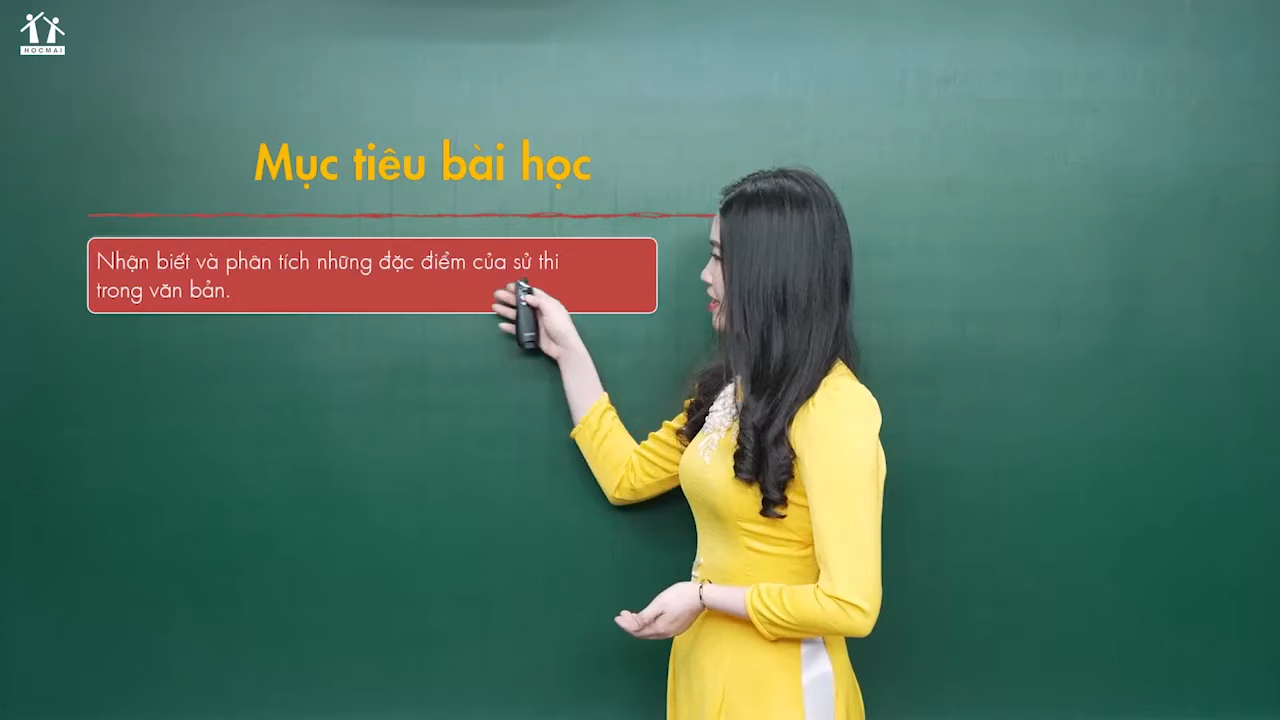 HOCMAI
Mục tiêu bài học
Nhận biết và phân tích những đặc điểm của sử thi
trong văn bản.